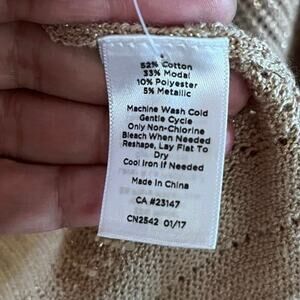 52% Cotton
33% Modal
10% Polyester
5% Metallic
Machine Wash Cold
Gentle Cycle
Only Non-Chlorine
Bleach When Needed
Reshape, Lay Flat To
Dry
Cool Iron If Needed
Made In China
CA #23147
CN2542 01/17